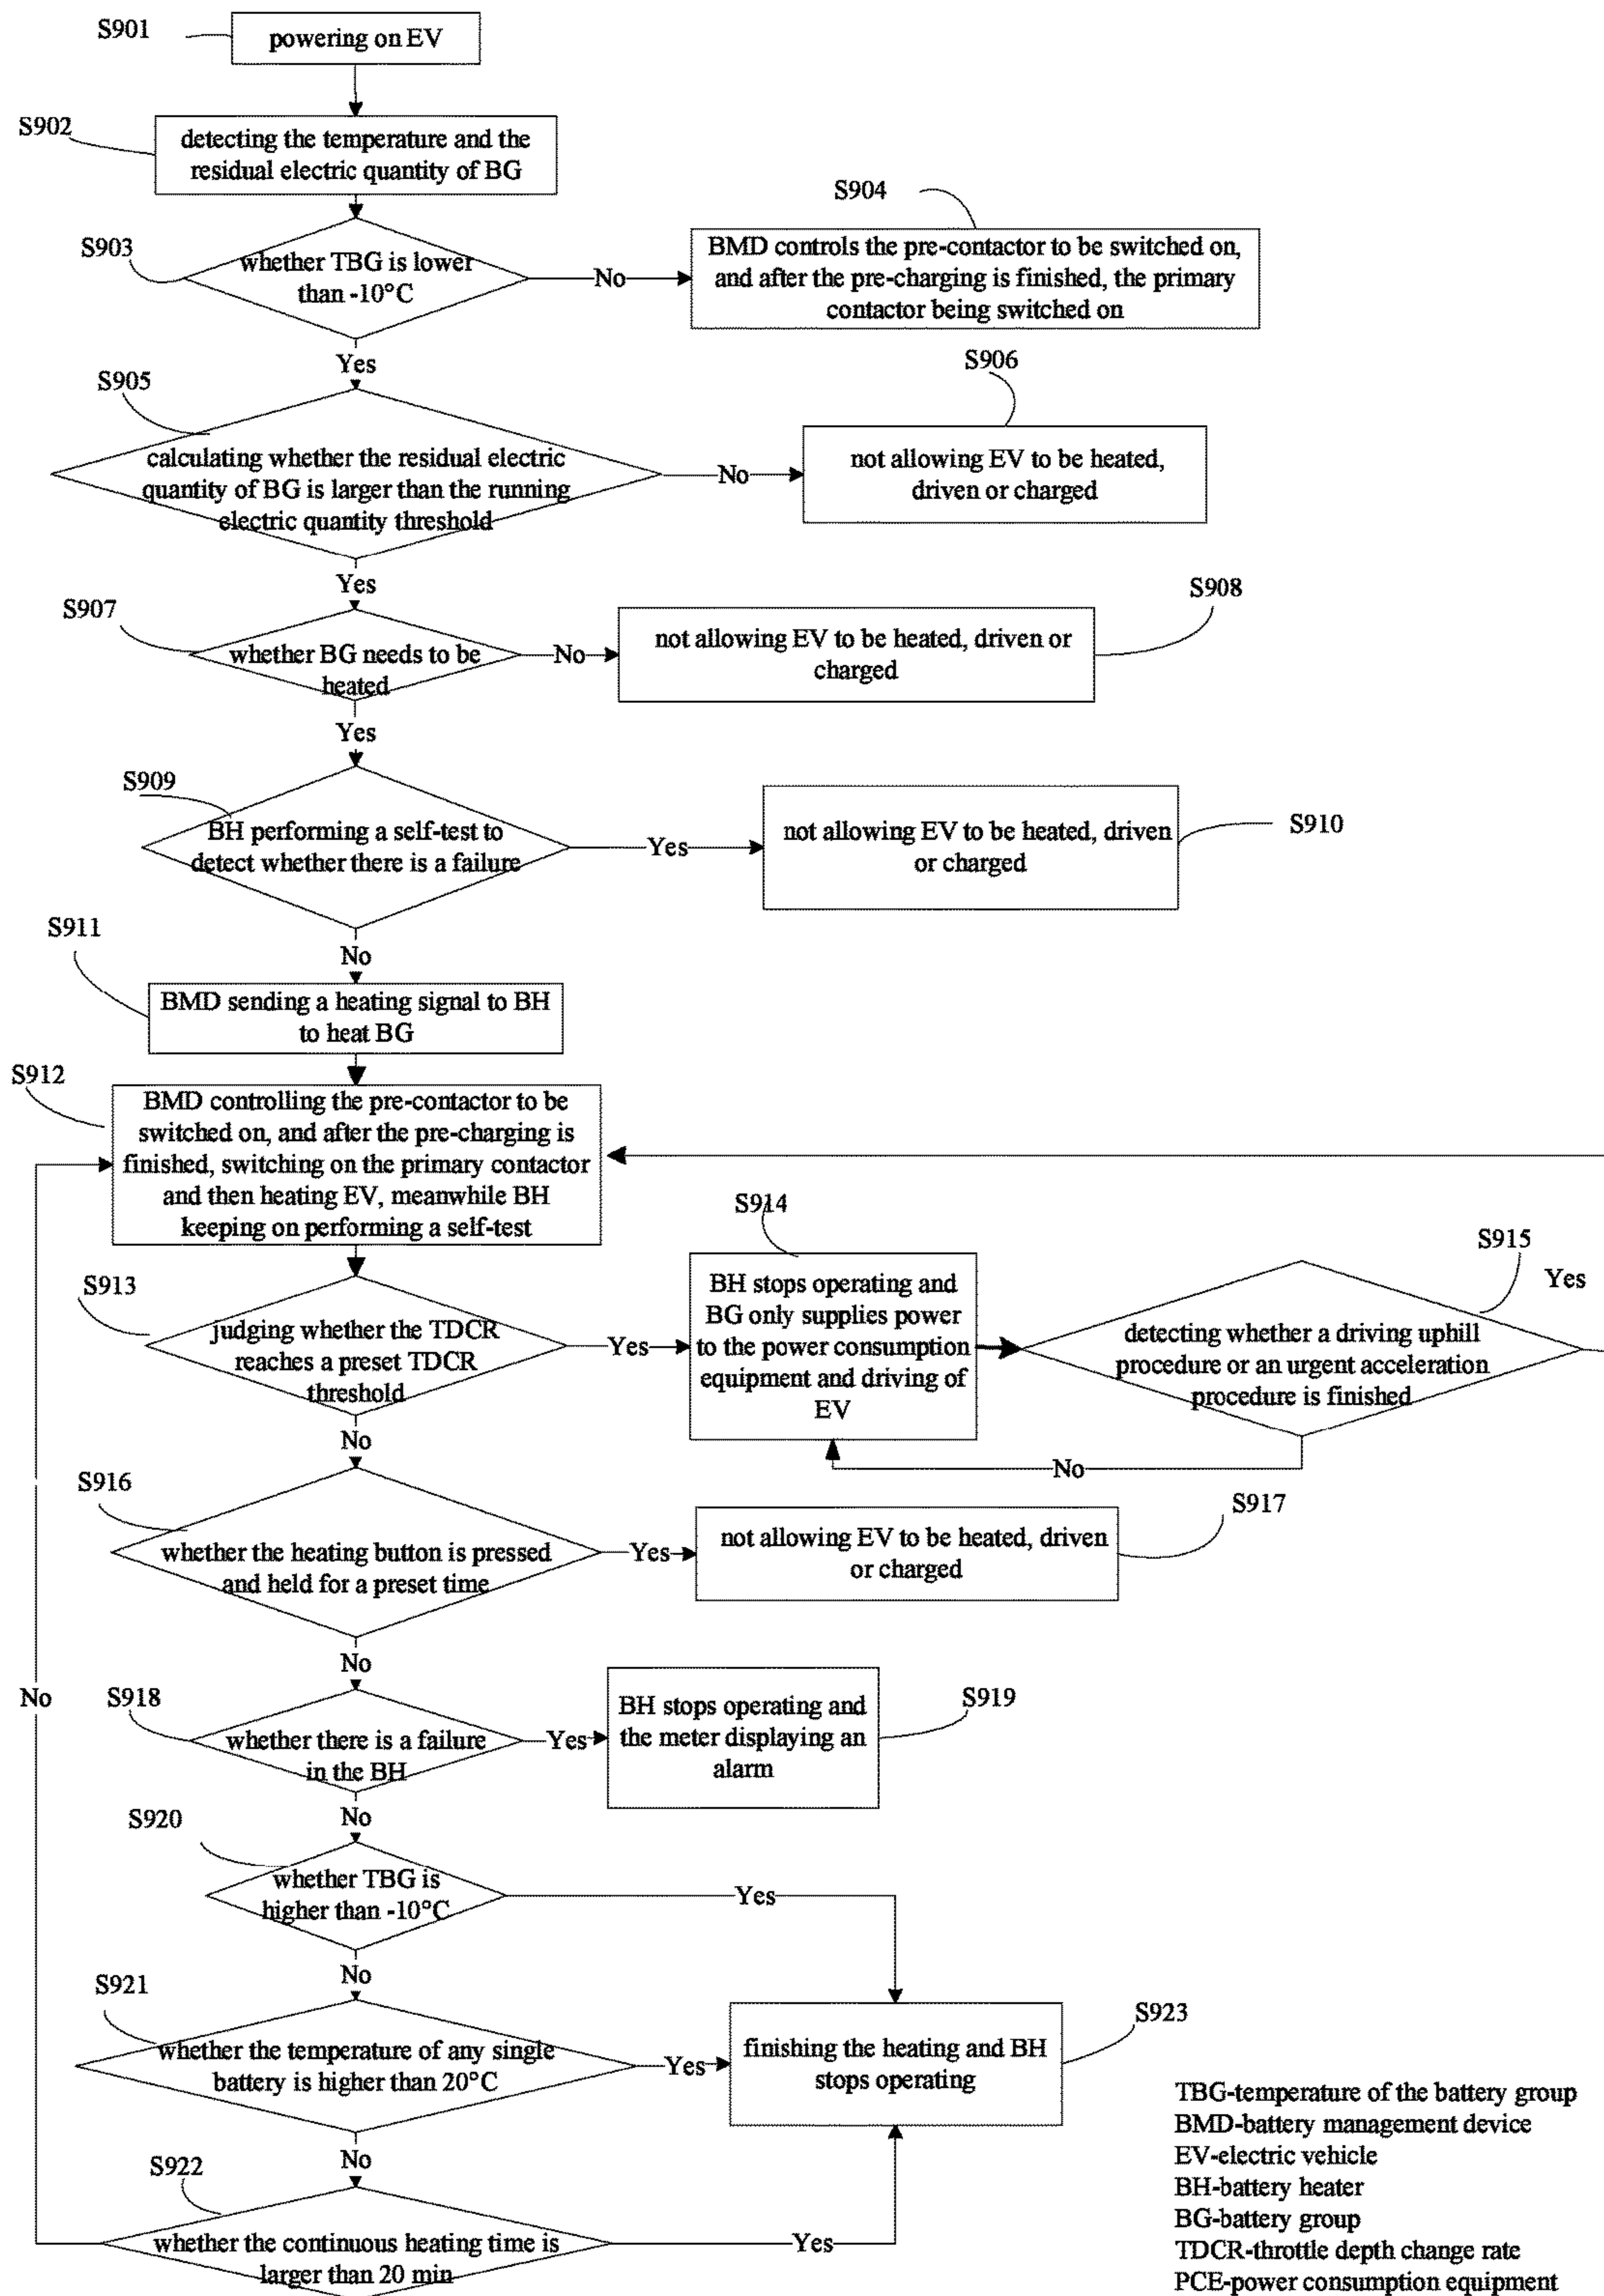 S901
powering on EV
S902
detecting the temperature and the
residual electric quantity of BG
S903
whether TBG is lower
than -10°C
No
S904
BMD controls the pre-contactor to be switched on,
and after the pre-charging is finished, the primary
contactor being switched on
Yes
S905
calculating whether the residual electric
quantity of BG is larger than the running
electric quantity threshold
No
S906
not allowing EV to be heated,
driven or charged
Yes
S907
whether BG needs to be
heated
No
S908
not allowing EV to be heated, driven or
charged
Yes
S909
BH performing a self-test to
detect whether there is a failure
Yes
S910
not allowing EV to be heated, driven
or charged
No
S911
BMD sending a heating signal to BH
to heat BG
S912
BMD controlling the pre-contactor to be
switched on, and after the pre-charging is
finished, switching on the primary contactor
and then heating EV, meanwhile BH
keeping on performing a self-test
S913
judging whether the TDCR
reaches a preset TDCR
threshold
Yes
S914
BH stops operating and
BG only supplies power
to the power consumption
equipment and driving of
EV
S915
Yes
detecting whether a driving uphill
procedure or an urgent acceleration
procedure is finished
No
No
S916
whether the heating button is pressed
and held for a preset time
Yes
S917
not allowing EV to be heated, driven
or charged
No
No
S918
whether there is a failure
in the BH
Yes
S919
BH stops operating and
the meter displaying an
alarm
No
S920
whether TBG is
higher than -10°C
Yes
No
S921
whether the temperature of any single
battery is higher than 20°C
Yes
S923
finishing the heating and BH
stops operating
No
S922
whether the continuous heating time is
larger than 20 min
Yes
TBG-temperature of the battery group
BMD-battery management device
EV-electric vehicle
BH-battery heater
BG-battery group
TDCR-throttle depth change rate
PCE-power consumption equipment